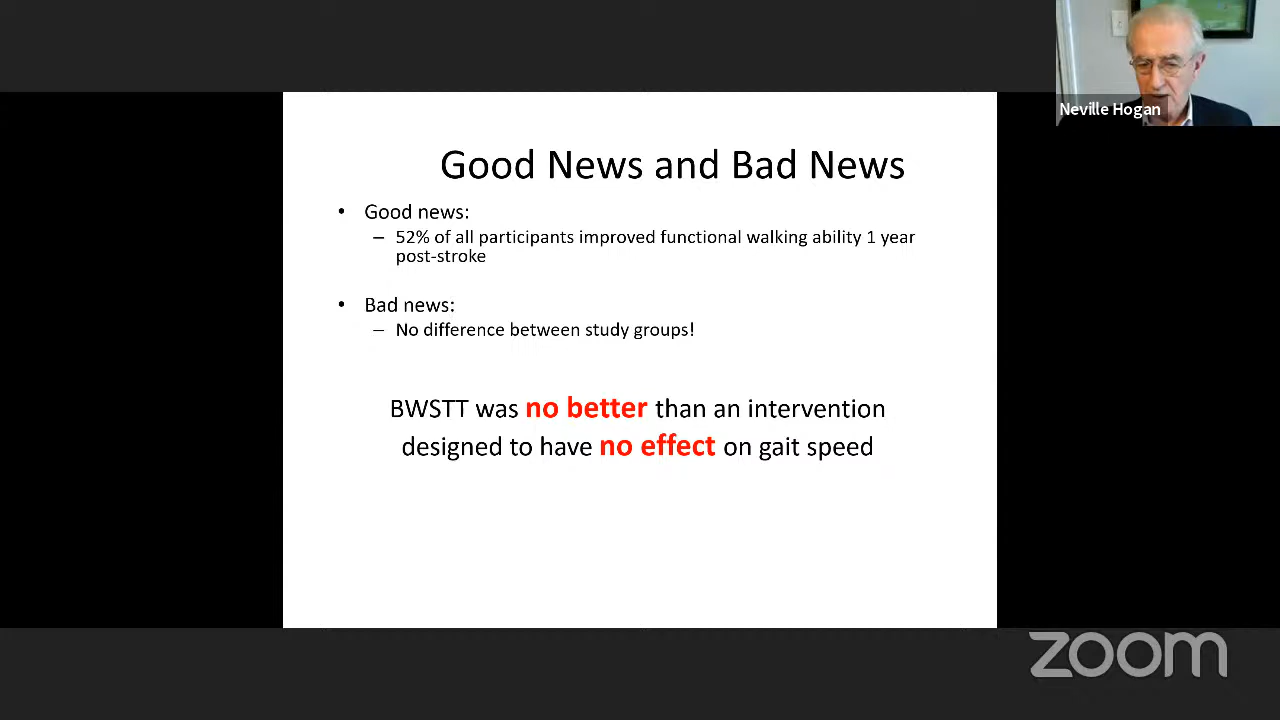 Neville Hogan
Good News and Bad News
• Good news:
– 52% of all participants improved functional walking ability 1 year
post-stroke
• Bad news:
– No difference between study groups!
BWSTT was no better than an intervention
designed to have no effect on gait speed
zoom